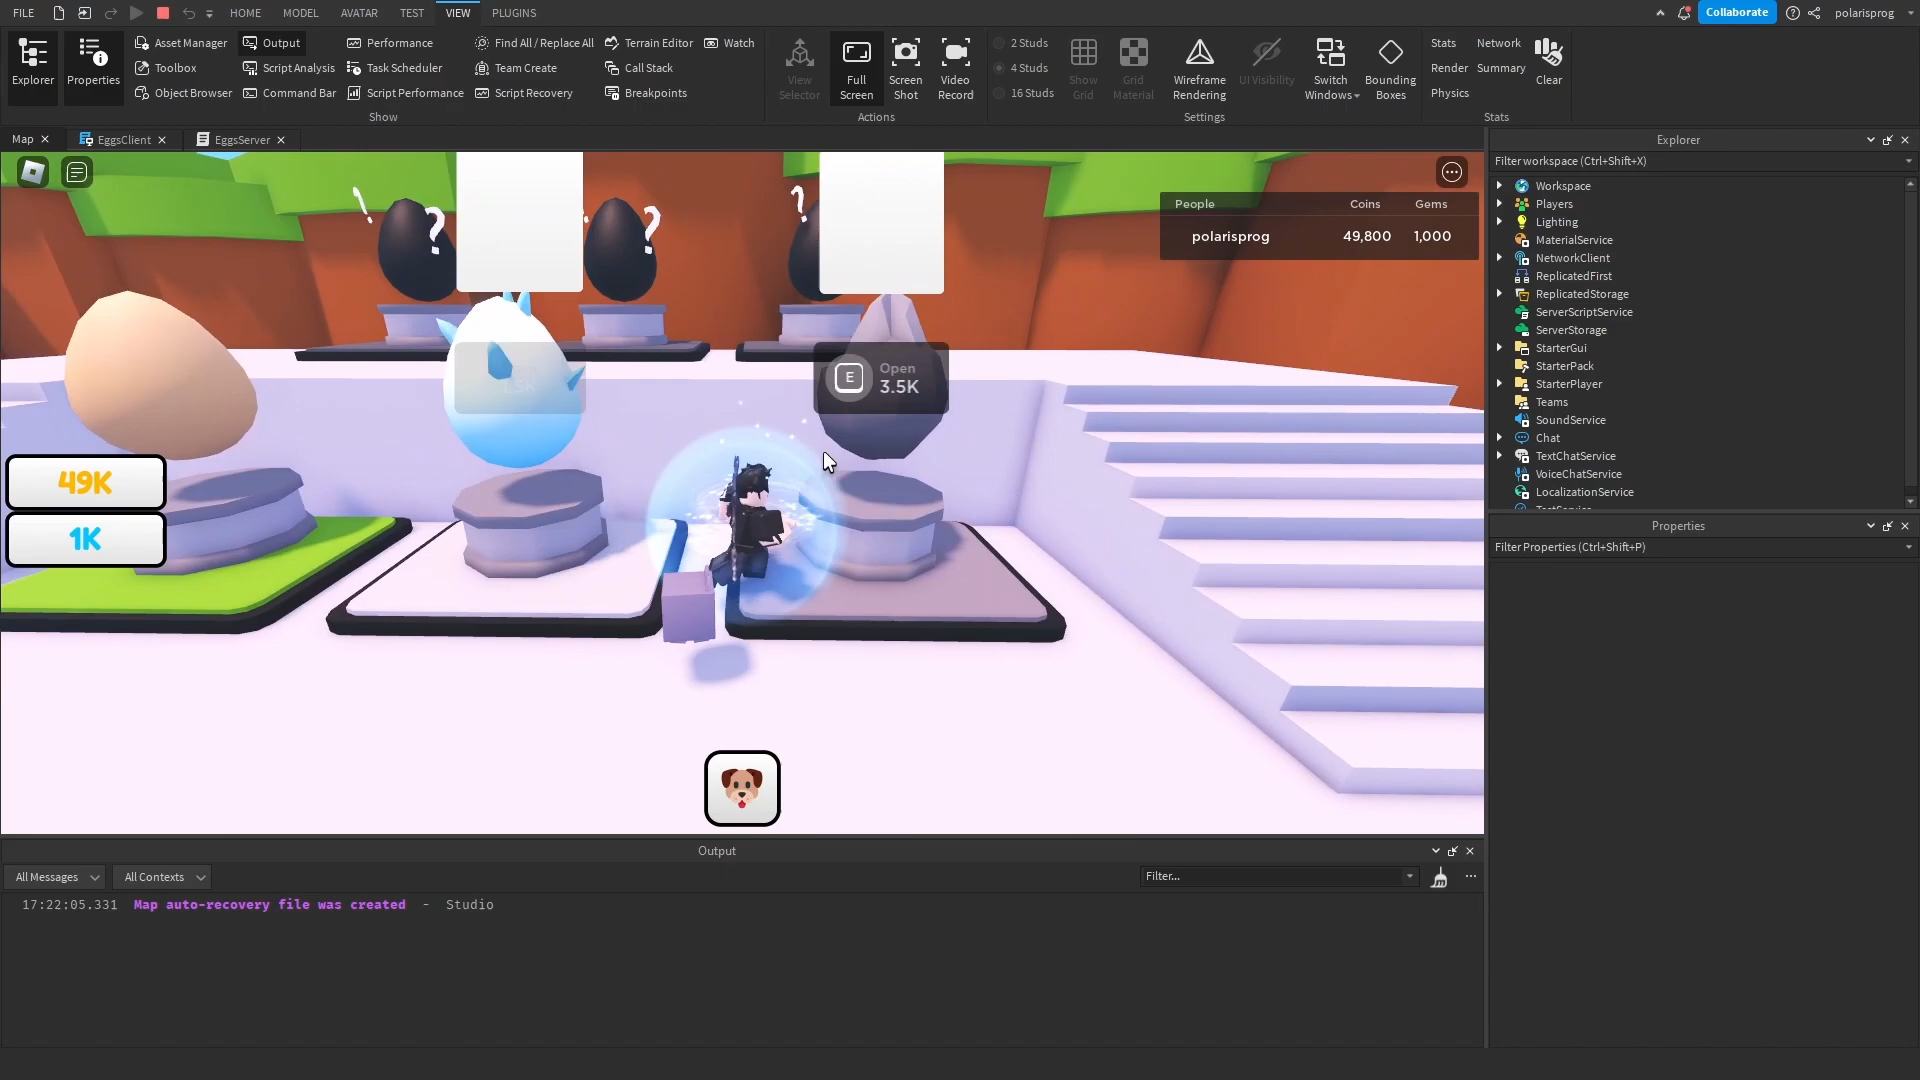 FILE HOME MODEL AVATAR TEST VIEW PLUGINS Collaborate polarisprog
Explorer
Properties
Asset Manager
Toolbox
Object Browser
Output
Script Analysis
Command Bar
Performance
Task Scheduler
Script Performance
Find All / Replace All
Team Create
Script Recovery
Terrain Editor
Call Stack
Breakpoints
Watch
Show
View
Selector
Full
Screen
Screen
Shot
Video
Record
Actions
2 Studs
4 Studs
16 Studs
Show
Grid
Grid
Material
Wireframe
Rendering
UI Visibility
Switch
Windows
Bounding
Boxes
Settings
Stats
Render
Physics
Network
Summary
Clear
Stats
Map EggsClient EggsServer
People Coins Gems
polarisprog 49,800 1,000
? ? ?
E
Open
3.5K
49K
1K
Explorer
Filter workspace (Ctrl+Shift+X)
Workspace
Players
Lighting
MaterialService
NetworkClient
ReplicatedFirst
ReplicatedStorage
ServerScriptService
ServerStorage
StarterGui
StarterPack
StarterPlayer
Teams
SoundService
Chat
TextChatService
VoiceChatService
LocalizationService
Properties
Filter Properties (Ctrl+Shift+P)
Output
All Messages All Contexts Filter...
17:22:05.331 Map auto-recovery file was created - Studio